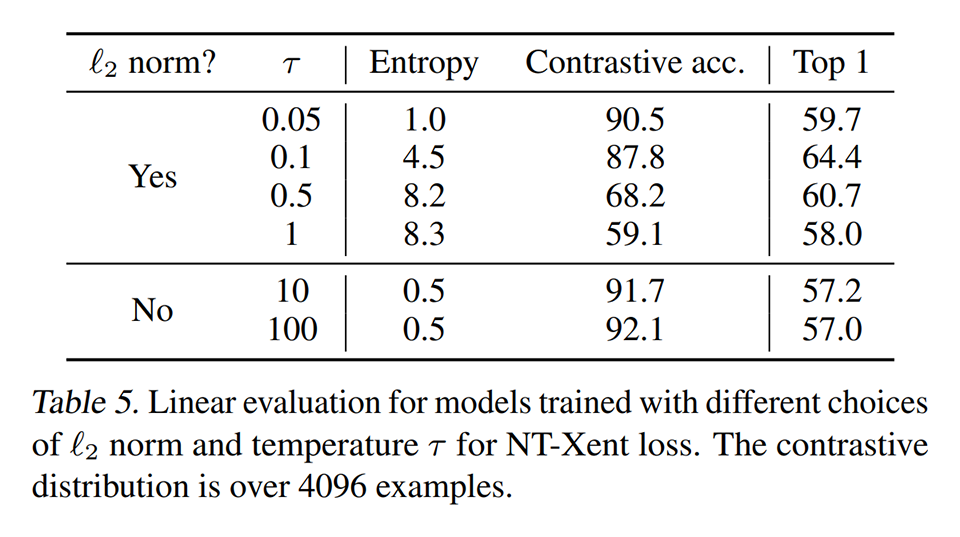 ℓ2 norm? τ Entropy Contrastive acc. Top 1
0.05 1.0 90.5 59.7
0.1 4.5 87.8 64.4
Yes
0.5 8.2 68.2 60.7
1 8.3 59.1 58.0
10 0.5 91.7 57.2
No
100 0.5 92.1 57.0
Table 5. Linear evaluation for models trained with different choices
of ℓ2 norm and temperature τ for NT-Xent loss. The contrastive
distribution is over 4096 examples.